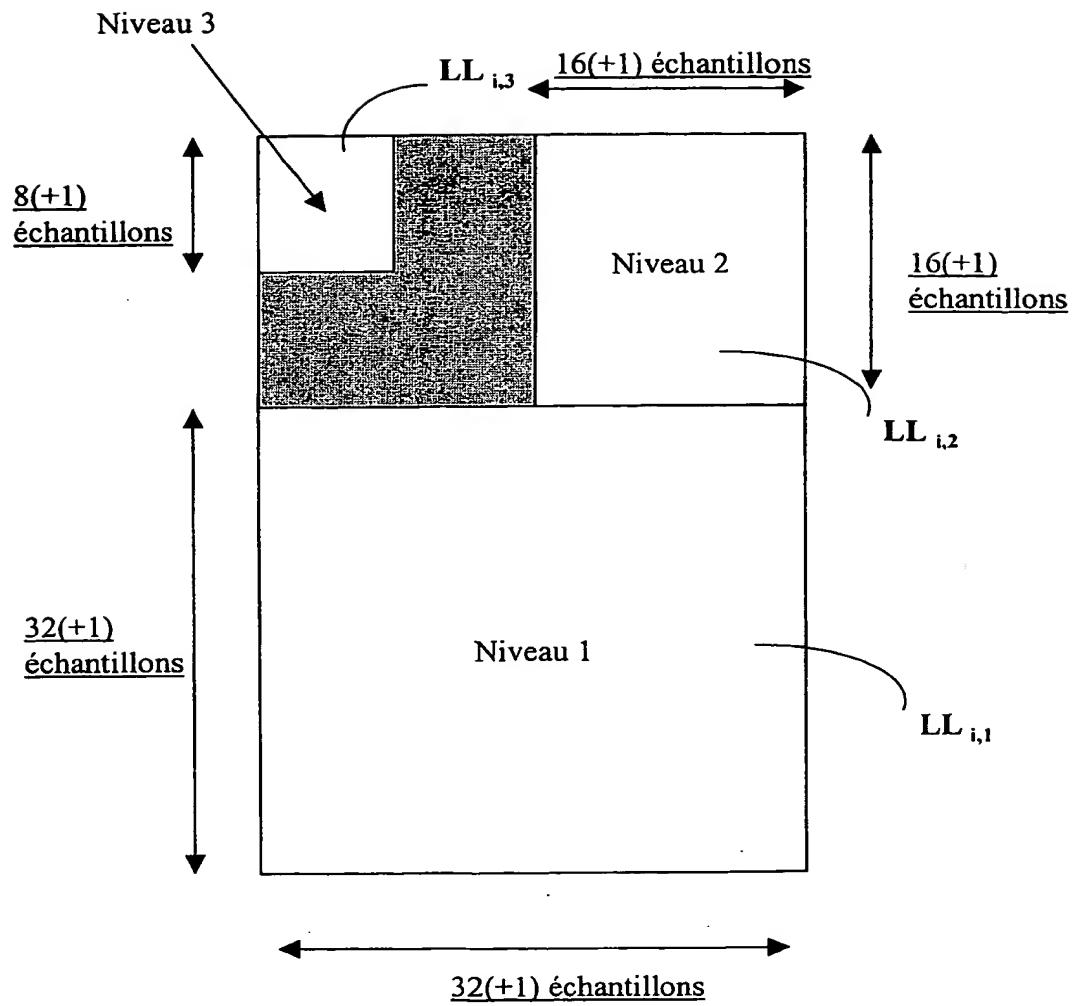 Niveau 3
LL i,3
16(+1) échantillons
8(+1)
échantillons
Niveau 2
16(+1)
échantillons
LL i,2
32(+1)
échantillons
Niveau 1
LL i,1
32(+1) échantillons